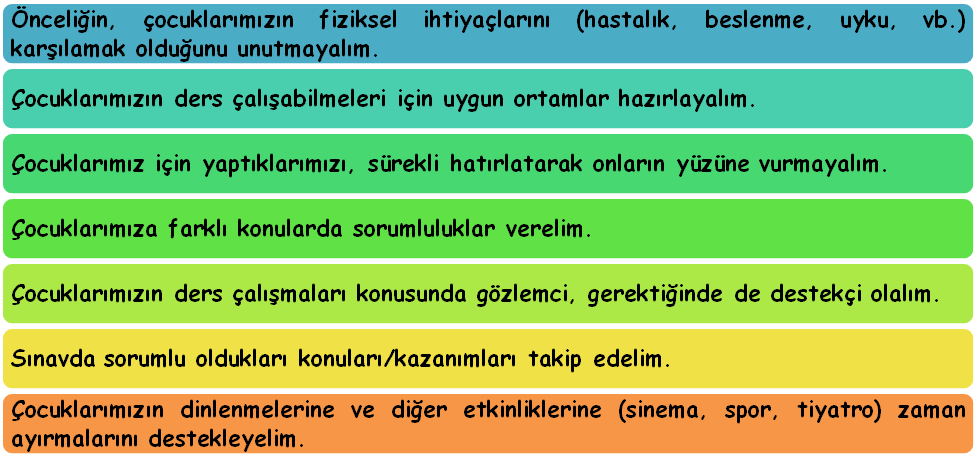 Önceliğin, çocuklarımızın fiziksel ihtiyaçlarını (hastalık, beslenme, uyku, vb.)
karşılamak olduğunu unutmayalım.
Çocuklarımızın ders çalışabilmeleri için uygun ortamlar hazırlayalım.
Çocuklarımız için yaptıklarımızı, sürekli hatırlatarak onların yüzüne vurmayalım.
Çocuklarımıza farklı konularda sorumluluklar verelim.
Çocuklarımızın ders çalışmaları konusunda gözlemci, gerektiğinde de destekçi olalım.
Sınavda sorumlu oldukları konuları/kazanımları takip edelim.
Çocuklarımızın dinlenmelerine ve diğer etkinliklerine (sinema, spor, tiyatro) zaman
ayırmalarını destekleyelim.